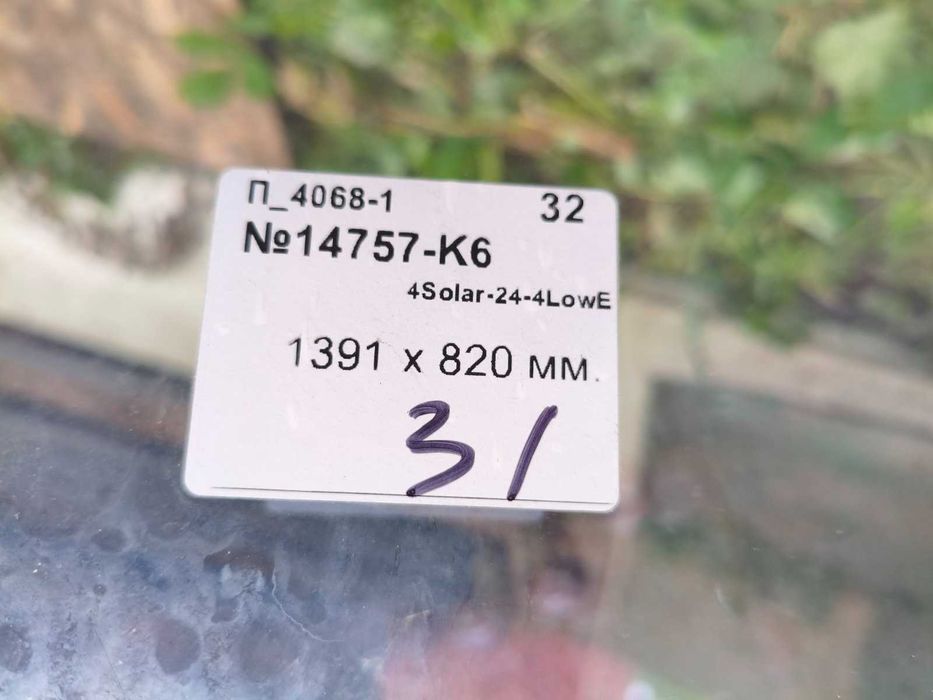 П_4068-1 32
№14757-К6
4Solar-24-4LowE
1391 x 820 мм.
31